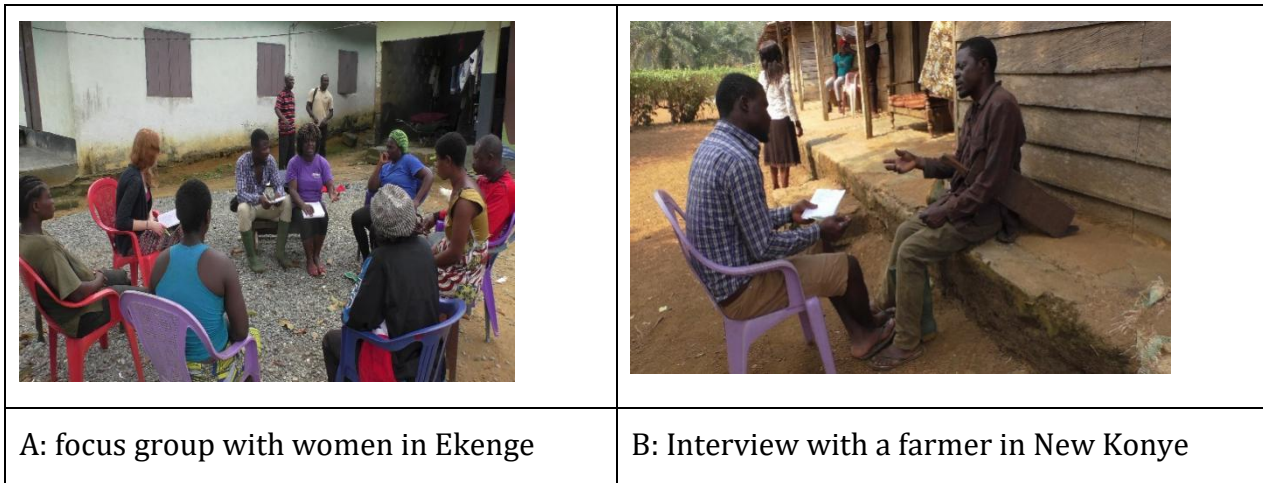 A: focus group with women in Ekenge
B: Interview with a farmer in New Konye